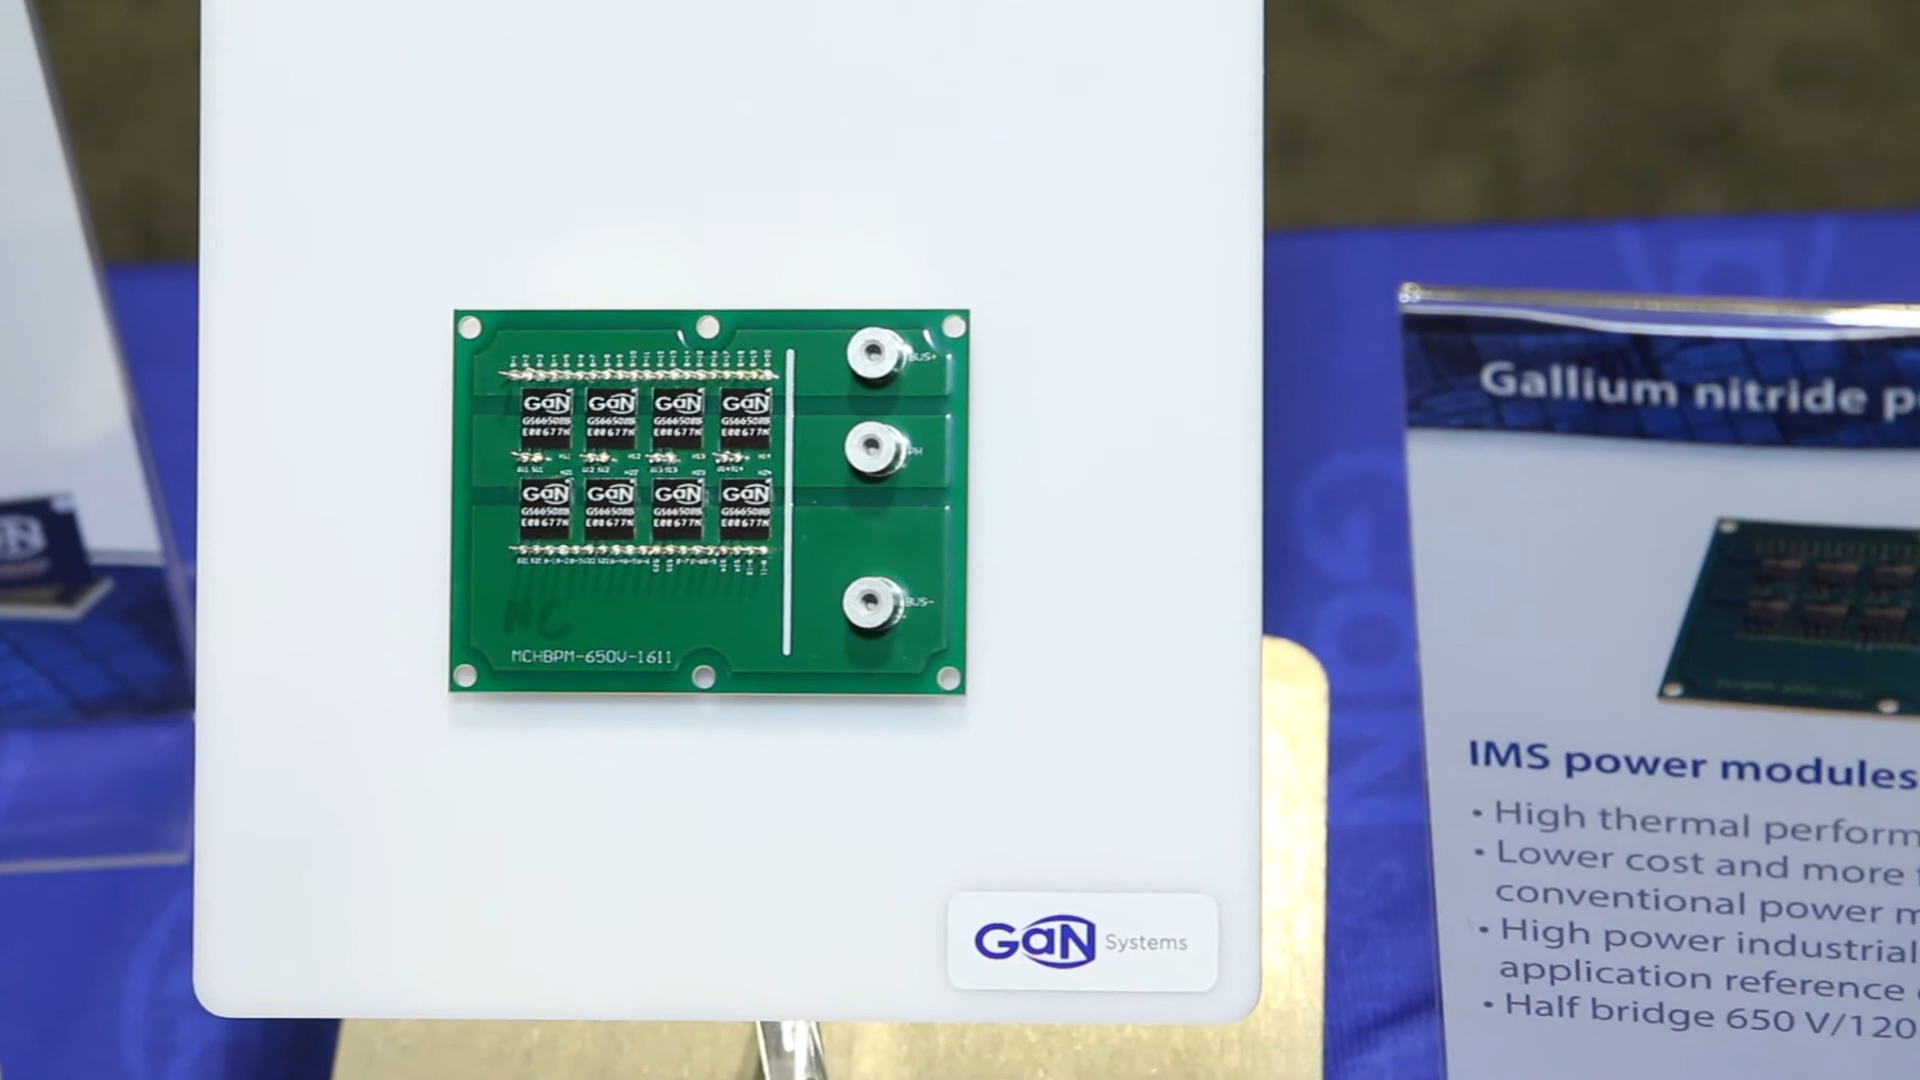 BUS+
GaN GaN GaN GaN
GS66508B GS66508B GS66508B GS66508B
E00677N E00677N E00677N E00677N
PH
GaN GaN GaN GaN
GS66508B GS66508B GS66508B GS66508B
E00677N E00677N E00677N E00677N
BUS-
NC
MCHBPM-650V-1611
GaN Systems
Gallium nitride
IMS power modules
• High thermal
• Lower cost and more
conventional power
• High power industrial
application reference
• Half bridge 650 V/120